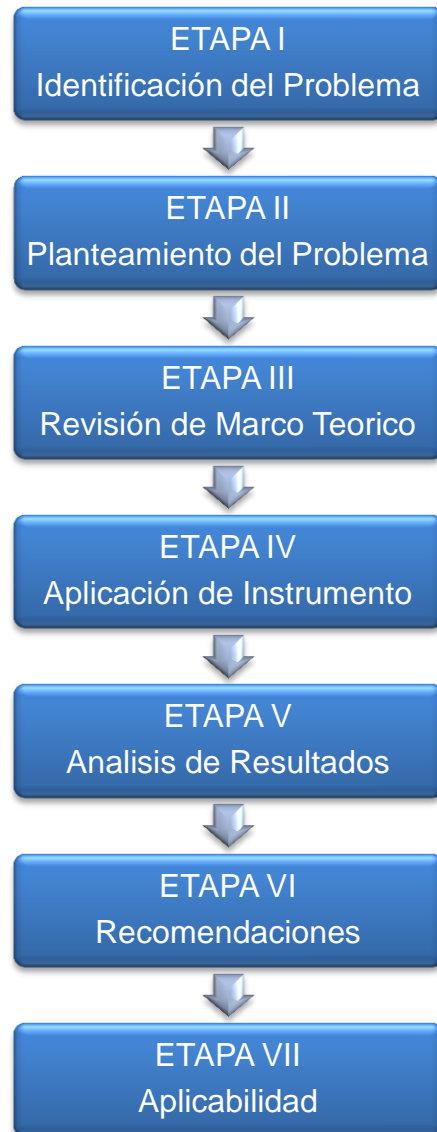 ETAPA I
Identificación del Problema
ETAPA II
Planteamiento del Problema
ETAPA III
Revisión de Marco Teorico
ETAPA IV
Aplicación de Instrumento
ETAPA V
Analisis de Resultados
ETAPA VI
Recomendaciones
ETAPA VII
Aplicabilidad